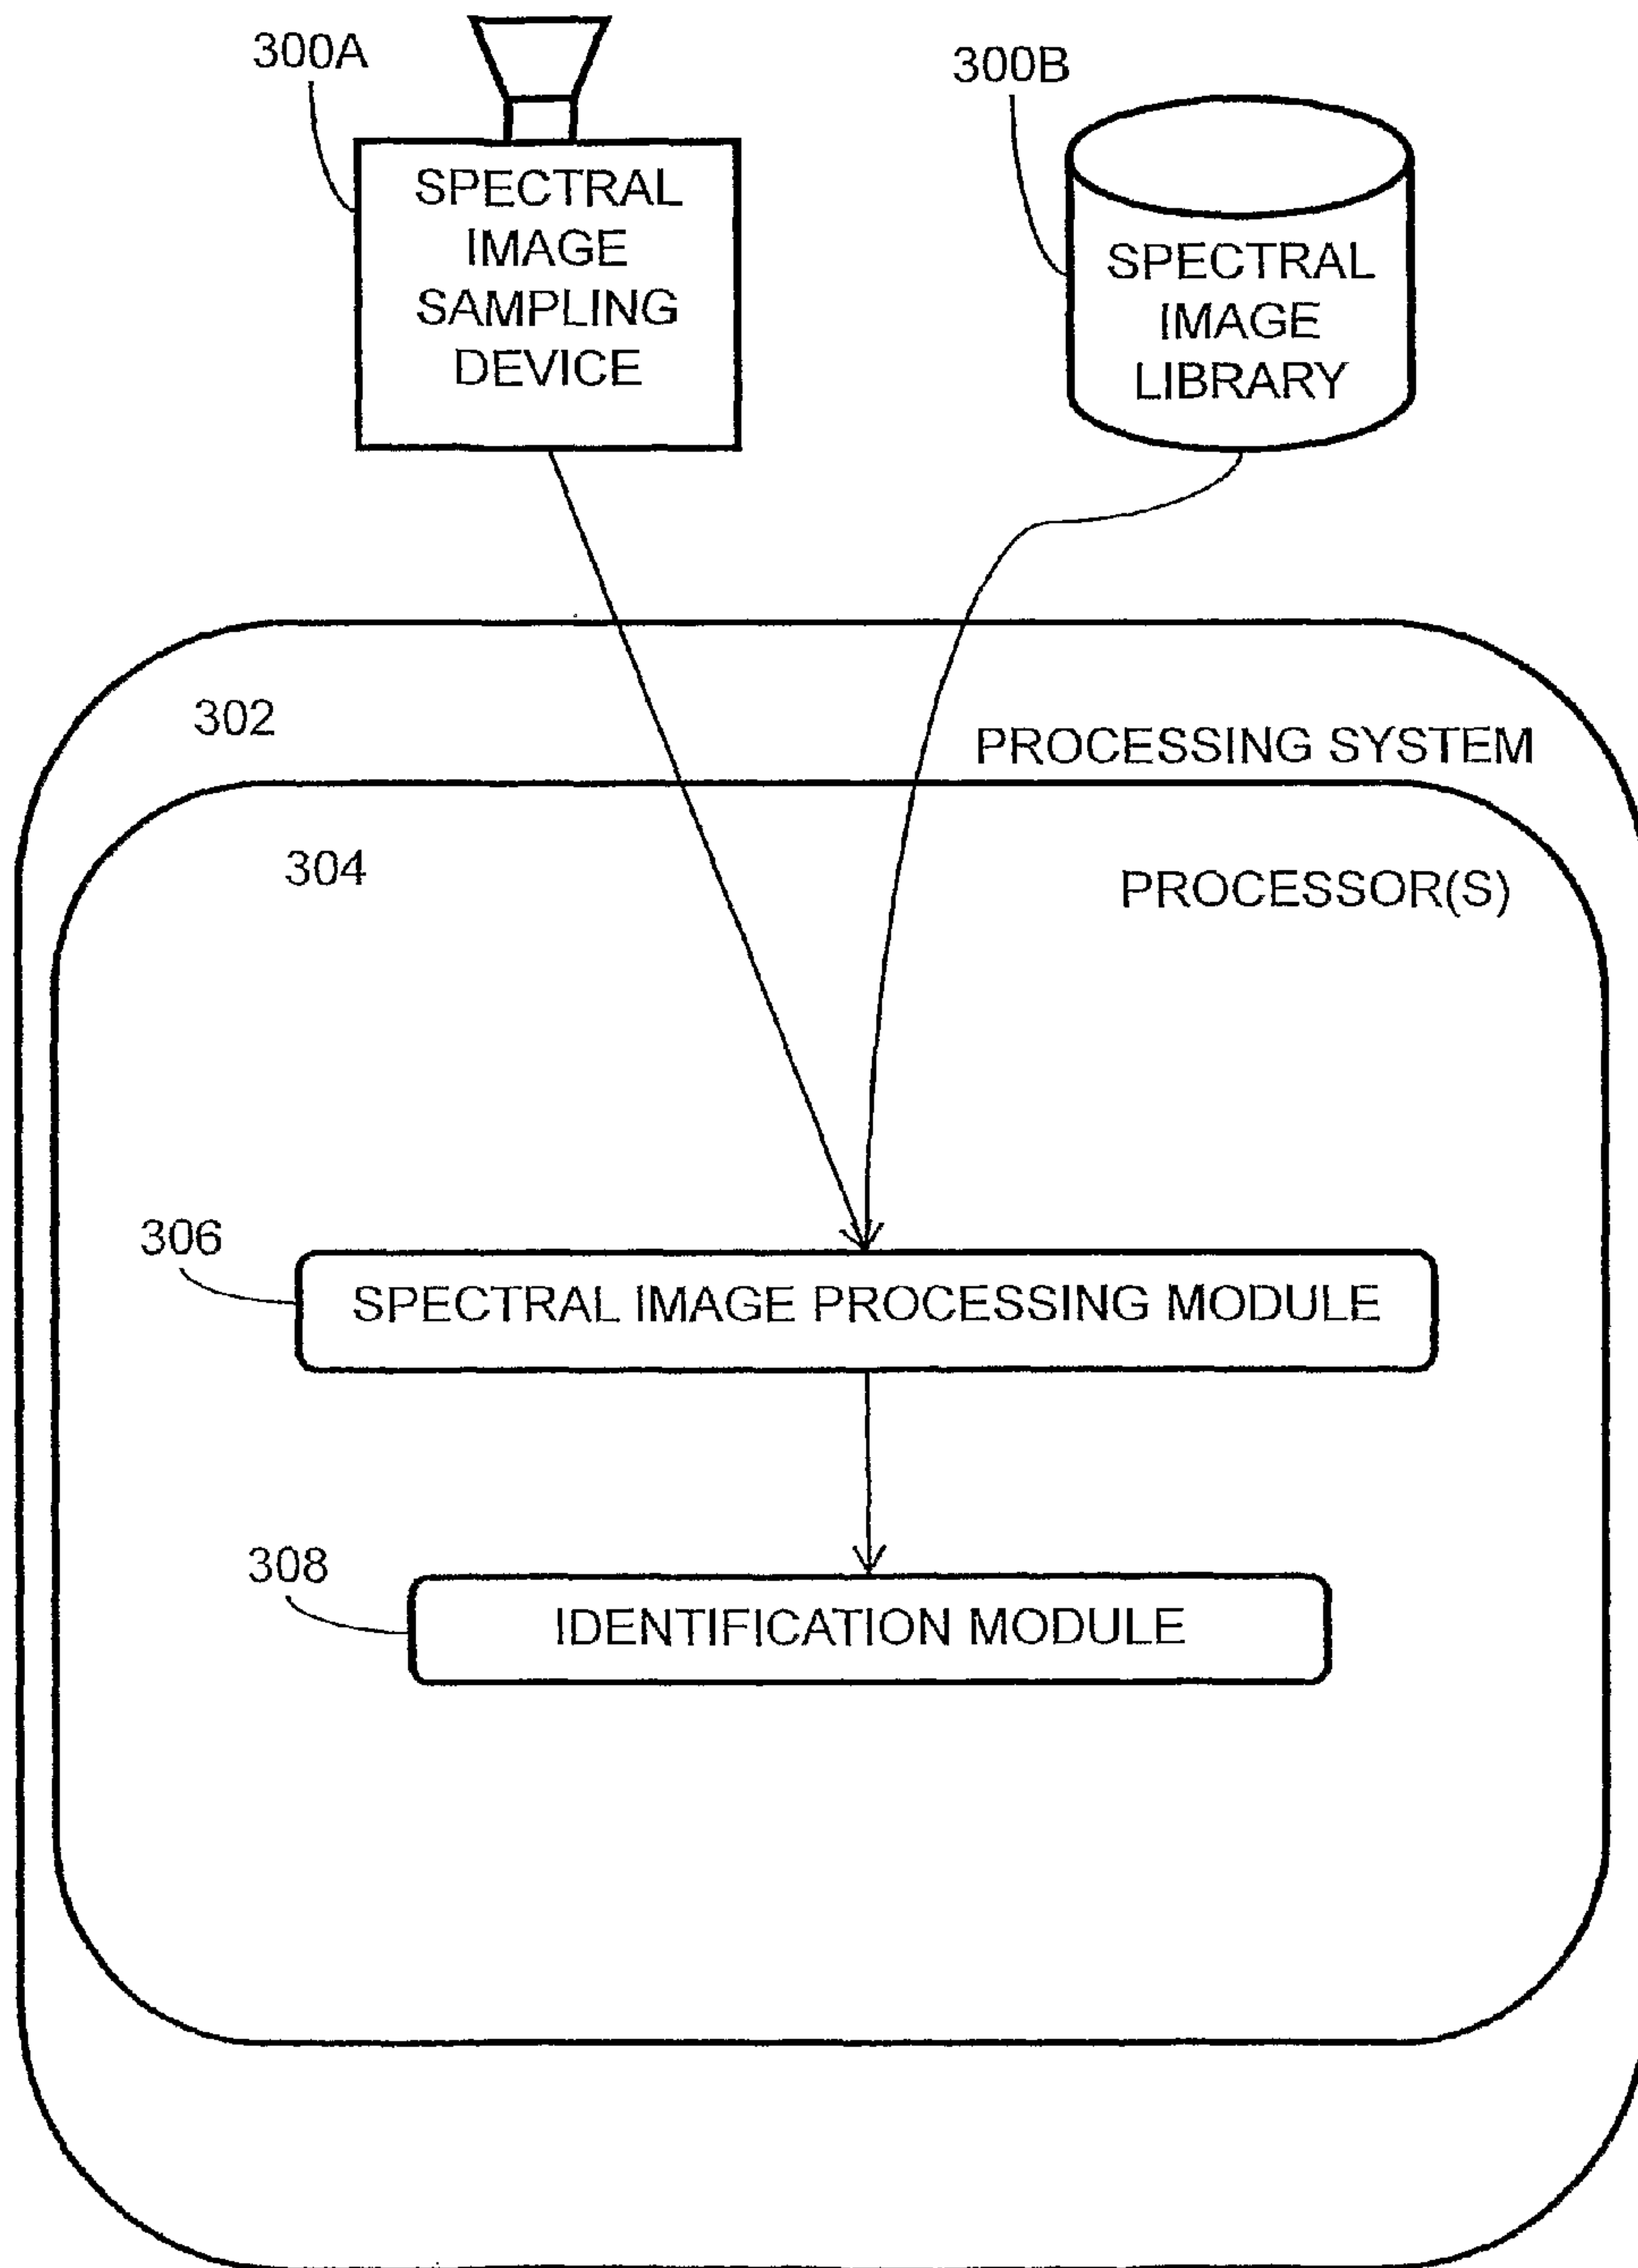 300A
300B
SPECTRAL
IMAGE
SAMPLING
DEVICE
SPECTRAL
IMAGE
LIBRARY
302
PROCESSING SYSTEM
304
PROCESSOR(S)
306
SPECTRAL IMAGE PROCESSING MODULE
308
IDENTIFICATION MODULE